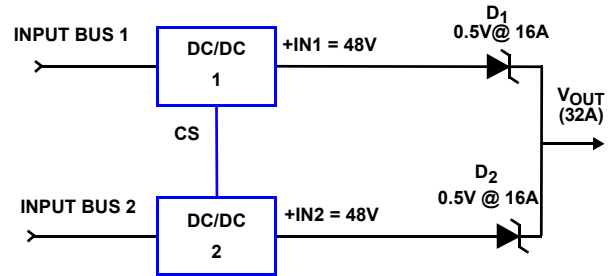 D1
0.5V@ 16A
INPUT BUS 1
DC/DC
1
+IN1 = 48V
VOUT
(32A)
CS
D2
0.5V @ 16A
INPUT BUS 2
DC/DC
2
+IN2 = 48V